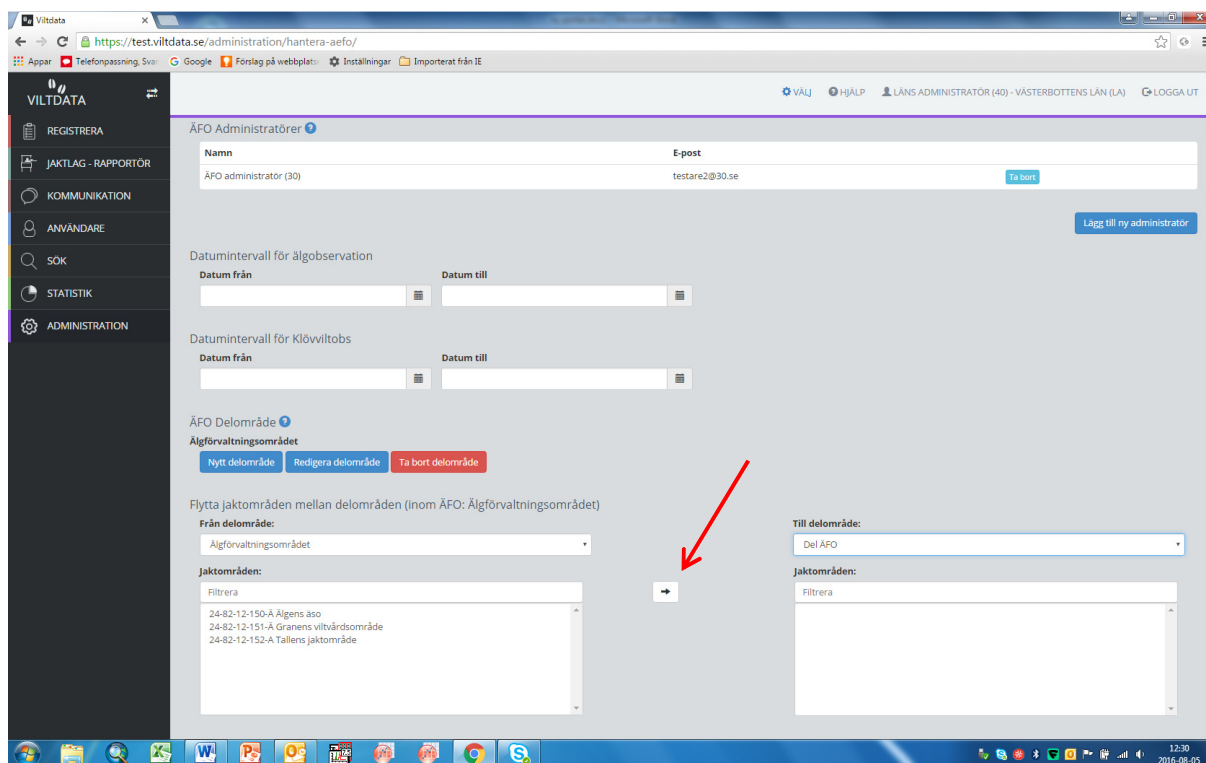 Viltdata
https://test.viltdata.se/administration/hantera-aefo/
Appar Telefonpassning, Svar Google Förslag på webbplats Inställningar Importerat från IE
VILTDATA
VÄLJ HJÄLP LÄNS ADMINISTRATÖR (40) - VÄSTERBOTTENS LÄN (LA) LOGGA UT
REGISTRERA
JAKTLAG - RAPPORTÖR
KOMMUNIKATION
ANVÄNDARE
SÖK
STATISTIK
ADMINISTRATION
ÄFO Administratörer
Namn E-post
ÄFO administratör (30) testare2@30.se Ta bort
Lägg till ny administratör
Datumintervall för älgobservation
Datum från Datum till
Datumintervall för Klövviltobs
Datum från Datum till
ÄFO Delområde
Älgförvaltningsområdet
Nytt delområde Redigera delområde Ta bort delområde
Flytta jaktområden mellan delområden (inom ÄFO: Älgförvaltningsområdet)
Från delområde: Till delområde:
Älgförvaltningsområdet Del ÄFO
Jaktområden: Jaktområden:
Filtrera Filtrera
24-82-12-150-Ä Älgens äso
24-82-12-151-Ä Granens viltvårdsområde
24-82-12-152-A Tallens jaktområde
12:30
2016-08-05